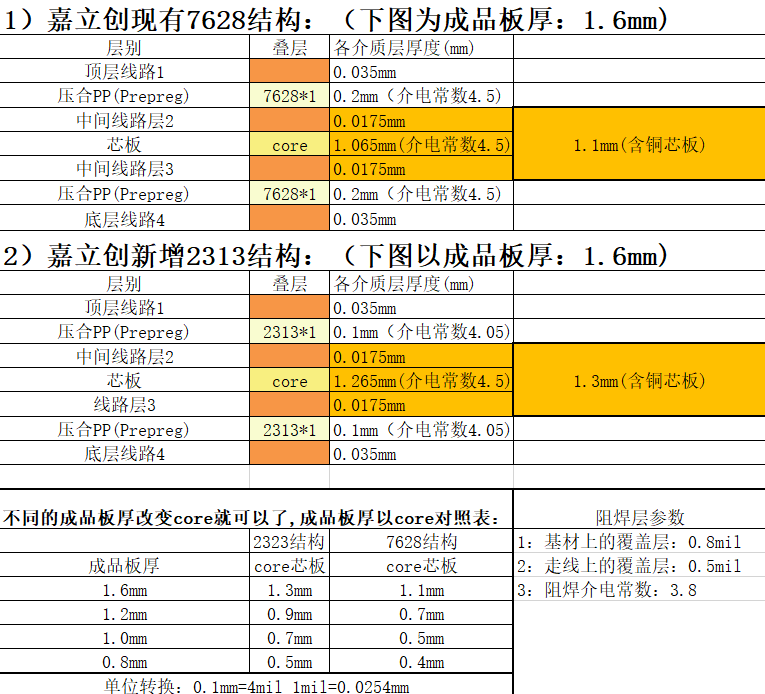 1）嘉立创现有7628结构：（下图为成品板厚：1.6mm)
层别 叠层 各介质层厚度(mm)
顶层线路1 0.035mm
压合PP(Prepreg) 7628*1 0.2mm（介电常数4.5)
中间线路层2 0.0175mm
芯板 core 1.065mm(介电常数4.5) 1.1mm(含铜芯板)
中间线路层3 0.0175mm
压合PP(Prepreg) 7628*1 0.2mm（介电常数4.5)
底层线路4 0.035mm
2）嘉立创新增2313结构：（下图以成品板厚：1.6mm)
层别 叠层 各介质层厚度(mm)
顶层线路1 0.035mm
压合PP(Prepreg) 2313*1 0.1mm（介电常数4.05)
中间线路层2 0.0175mm
芯板 core 1.265mm(介电常数4.5) 1.3mm(含铜芯板)
线路层3 0.0175mm
压合PP(Prepreg) 2313*1 0.1mm（介电常数4.05)
底层线路4 0.035mm
不同的成品板厚改变core就可以了,成品板厚以core对照表： 阻焊层参数
2323结构 7628结构 1：基材上的覆盖层：0.8mil
成品板厚 core芯板 core芯板 2：走线上的覆盖层：0.5mil
1.6mm 1.3mm 1.1mm 3：阻焊介电常数：3.8
1.2mm 0.9mm 0.7mm
1.0mm 0.7mm 0.5mm
0.8mm 0.5mm 0.4mm
单位转换：0.1mm=4mil 1mil=0.0254mm